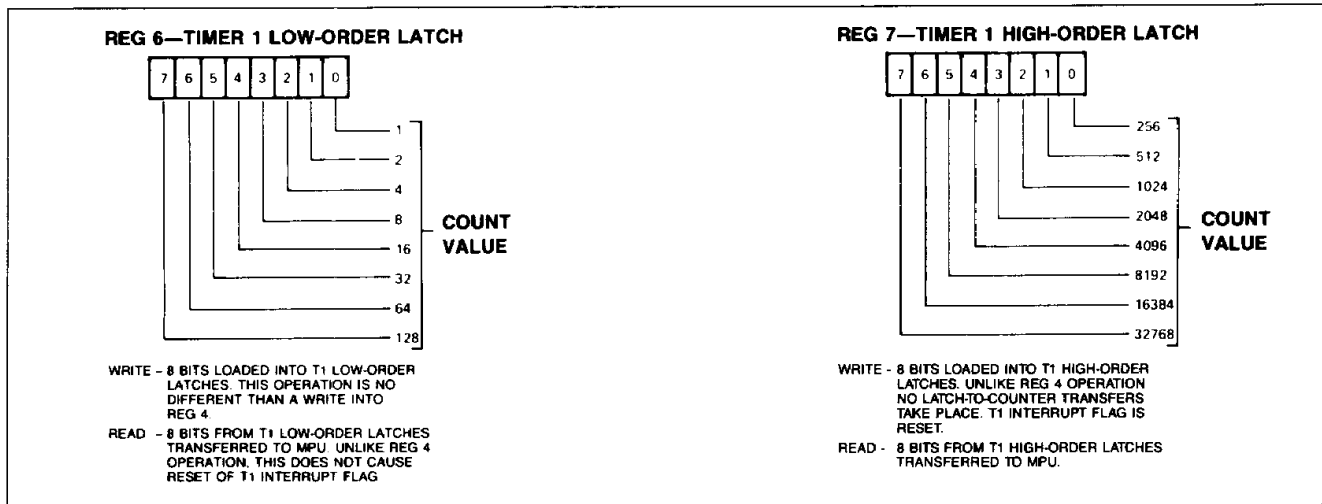 REG 6—TIMER 1 LOW-ORDER LATCH
7 6 5 4 3 2 1 0
1
2
4
8
16
32
64
128
COUNT
VALUE
WRITE - 8 BITS LOADED INTO T1 LOW-ORDER
LATCHES. THIS OPERATION IS NO
DIFFERENT THAN A WRITE INTO
REG 4.
READ - 8 BITS FROM T1 LOW-ORDER LATCHES
TRANSFERRED TO MPU. UNLIKE REG 4
OPERATION, THIS DOES NOT CAUSE
RESET OF T1 INTERRUPT FLAG
REG 7—TIMER 1 HIGH-ORDER LATCH
7 6 5 4 3 2 1 0
256
512
1024
2048
4096
8192
16384
32768
COUNT
VALUE
WRITE - 8 BITS LOADED INTO T1 HIGH-ORDER
LATCHES. UNLIKE REG 4 OPERATION
NO LATCH-TO-COUNTER TRANSFERS
TAKE PLACE. T1 INTERRUPT FLAG IS
RESET.
READ - 8 BITS FROM T1 HIGH-ORDER LATCHES
TRANSFERRED TO MPU.